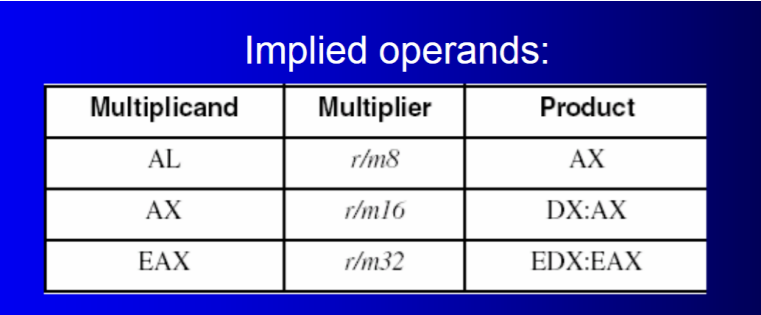 Implied operands:
Multiplicand Multiplier Product
AL r/m8 AX
AX r/m16 DX:AX
EAX r/m32 EDX:EAX